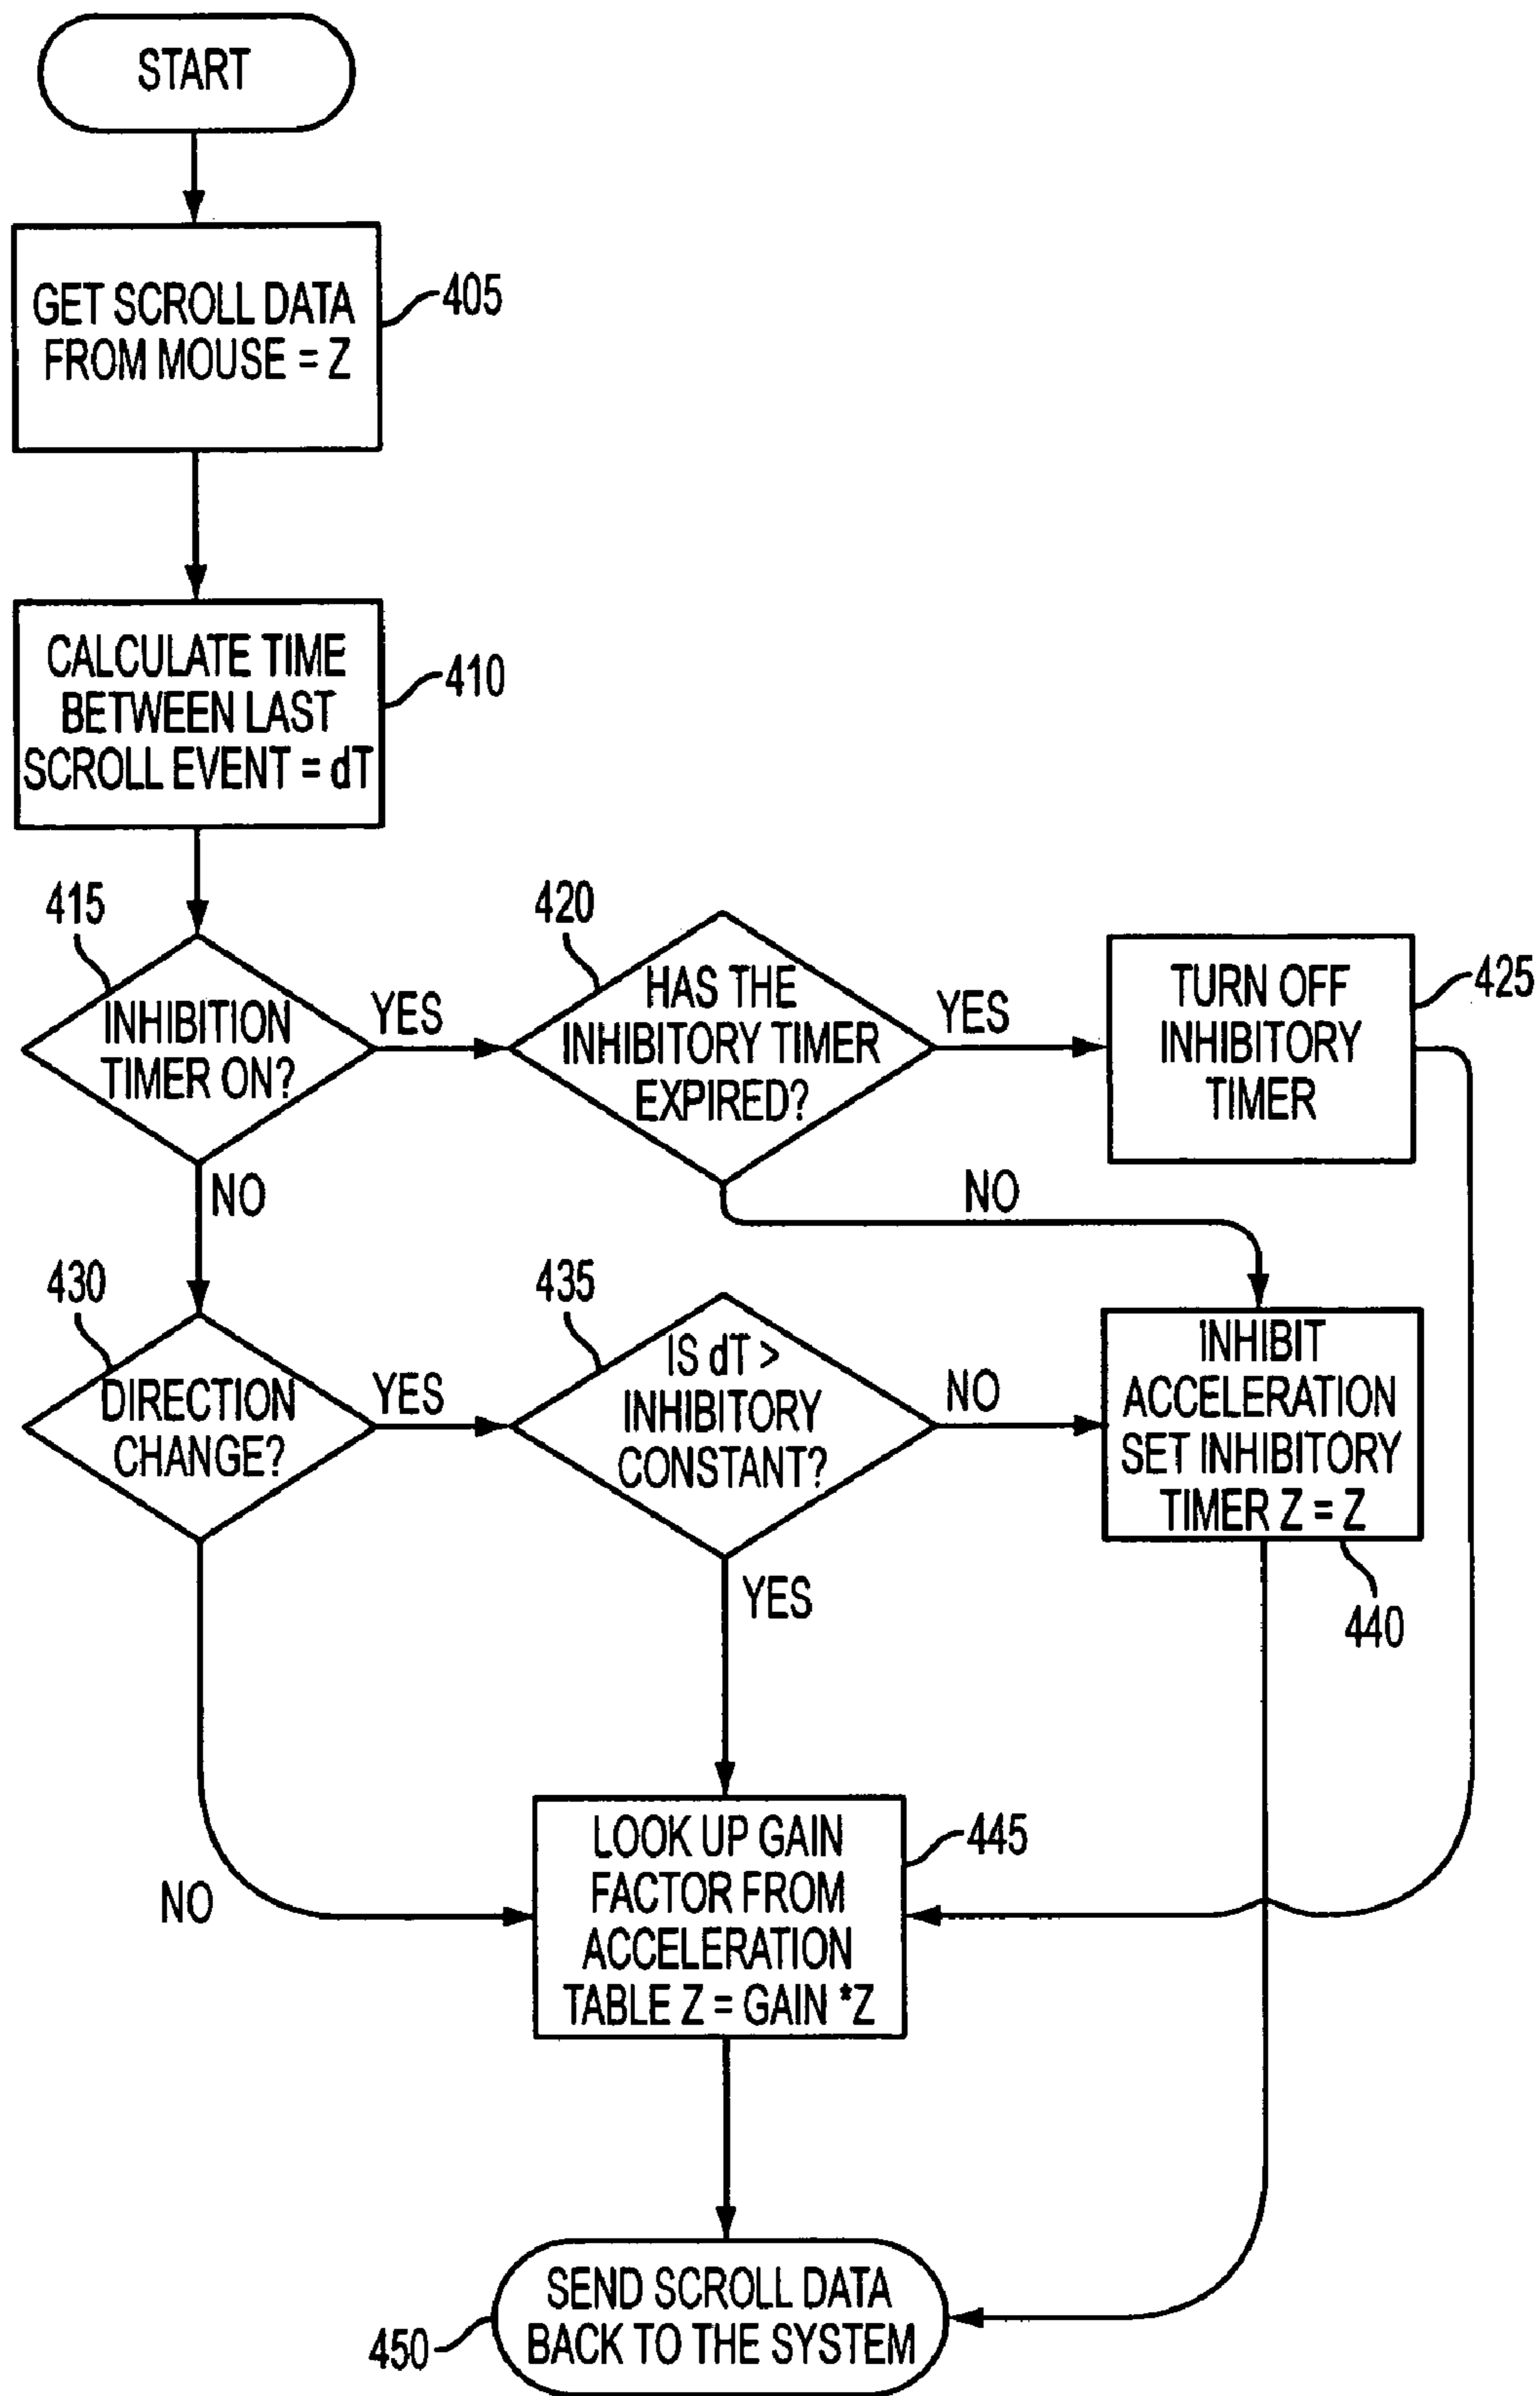 START
GET SCROLL DATA
FROM MOUSE = Z
405
CALCULATE TIME
BETWEEN LAST
SCROLL EVENT = dT
410
415
INHIBITION
TIMER ON?
YES
420
HAS THE
INHIBITORY TIMER
EXPIRED?
YES
TURN OFF
INHIBITORY
TIMER
425
NO
NO
430
DIRECTION
CHANGE?
YES
435
IS dT >
INHIBITORY
CONSTANT?
NO
INHIBIT
ACCELERATION
SET INHIBITORY
TIMER Z = Z
440
YES
NO
LOOK UP GAIN
FACTOR FROM
ACCELERATION
TABLE Z = GAIN *Z
445
SEND SCROLL DATA
BACK TO THE SYSTEM
450